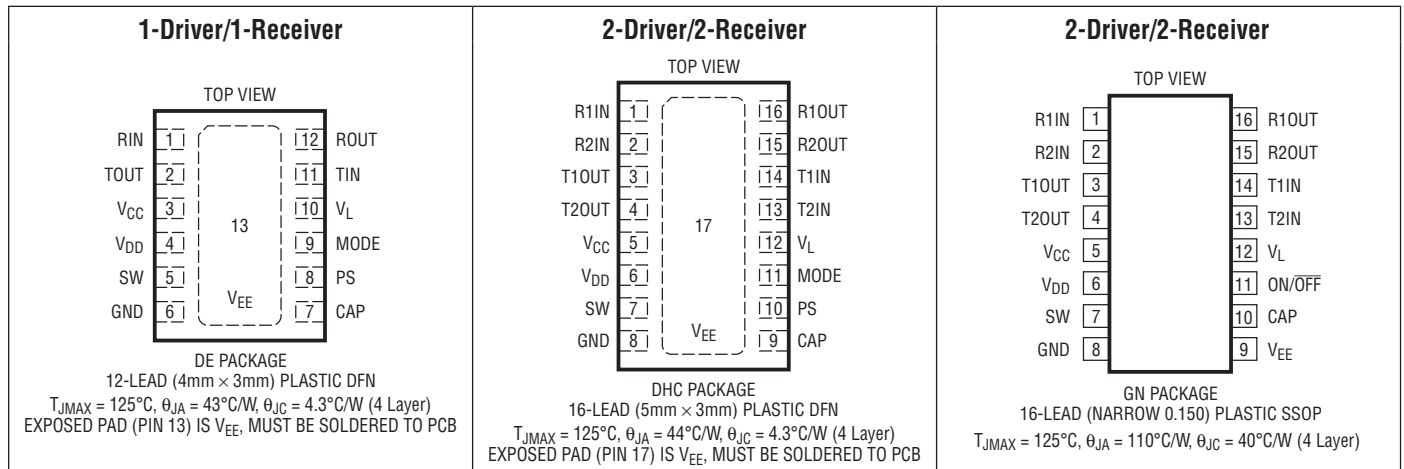 1-Driver/1-Receiver
TOP VIEW
RIN 1 12 ROUT
TOUT 2 11 TIN
VCC 3 10 VL
13
VDD 4 9 MODE
SW 5 8 PS
VEE
GND 6 7 CAP
DE PACKAGE
12-LEAD (4mm × 3mm) PLASTIC DFN
TJMAX = 125°C, θJA = 43°C/W, θJC = 4.3°C/W (4 Layer)
EXPOSED PAD (PIN 13) IS VEE, MUST BE SOLDERED TO PCB
2-Driver/2-Receiver
TOP VIEW
R1IN 1 16 R1OUT
R2IN 2 15 R2OUT
T1OUT 3 14 T1IN
T2OUT 4 13 T2IN
17
VCC 5 12 VL
VDD 6 11 MODE
SW 7 10 PS
VEE
GND 8 9 CAP
DHC PACKAGE
16-LEAD (5mm × 3mm) PLASTIC DFN
TJMAX = 125°C, θJA = 44°C/W, θJC = 4.3°C/W (4 Layer)
EXPOSED PAD (PIN 17) IS VEE, MUST BE SOLDERED TO PCB
2-Driver/2-Receiver
TOP VIEW
R1IN 1 16 R1OUT
R2IN 2 15 R2OUT
T1OUT 3 14 T1IN
T2OUT 4 13 T2IN
VCC 5 12 VL
VDD 6 11 ON/O̅F̅F̅
SW 7 10 CAP
GND 8 9 VEE
GN PACKAGE
16-LEAD (NARROW 0.150) PLASTIC SSOP
TJMAX = 125°C, θJA = 110°C/W, θJC = 40°C/W (4 Layer)